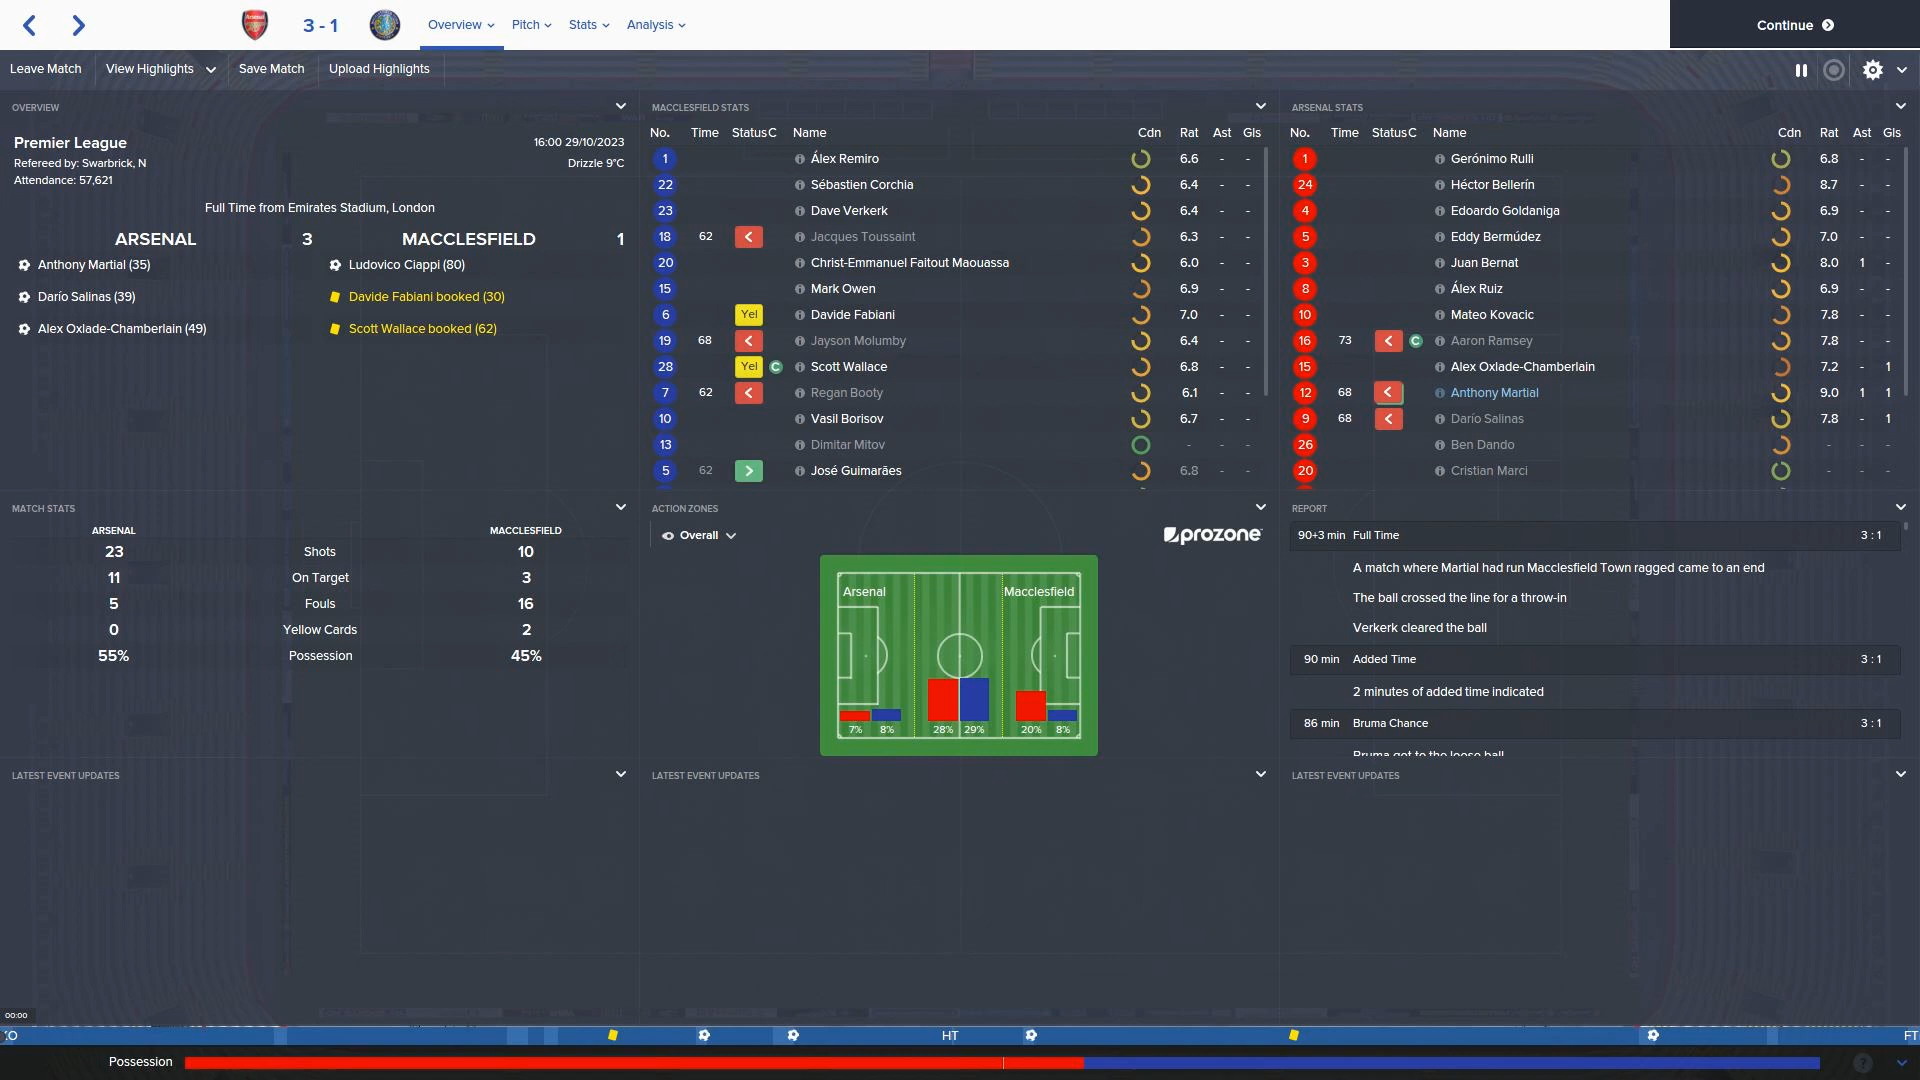 3 - 1
Overview
Pitch
Stats
Analysis
Continue
Leave Match
View Highlights
Save Match
Upload Highlights
OVERVIEW
Premier League
16:00 29/10/2023
Refereed by: Swarbrick, N
Drizzle 9°C
Attendance: 57,621
Full Time from Emirates Stadium, London
ARSENAL 3 MACCLESFIELD 1
Anthony Martial (35)
Ludovico Ciappi (80)
Darío Salinas (39)
Davide Fabiani booked (30)
Alex Oxlade-Chamberlain (49)
Scott Wallace booked (62)
MACCLESFIELD STATS
No. Time Status C Name Cdn Rat Ast Gls
1 Álex Remiro 6.6 - -
22 Sébastien Corchia 6.4 - -
23 Dave Verkerk 6.4 - -
18 62 Jacques Toussaint 6.3 - -
20 Christ-Emmanuel Faitout Maouassa 6.0 - -
15 Mark Owen 6.9 - -
6 Yel Davide Fabiani 7.0 - -
19 68 Jayson Molumby 6.4 - -
28 Yel C Scott Wallace 6.8 - -
7 62 Regan Booty 6.1 - -
10 Vasil Borisov 6.7 - -
13 Dimitar Mitov - - -
5 62 José Guimarães 6.8 - -
ARSENAL STATS
No. Time Status C Name Cdn Rat Ast Gls
1 Gerónimo Rulli 6.8 - -
24 Héctor Bellerín 8.7 - -
4 Edoardo Goldaniga 6.9 - -
5 Eddy Bermúdez 7.0 - -
3 Juan Bernat 8.0 1 -
8 Álex Ruiz 6.9 - -
10 Mateo Kovacic 7.8 - -
16 73 C Aaron Ramsey 7.8 - -
15 Alex Oxlade-Chamberlain 7.2 - 1
12 68 Anthony Martial 9.0 1 1
9 68 Darío Salinas 7.8 - 1
26 Ben Dando - - -
20 Cristian Marci - - -
MATCH STATS
ARSENAL MACCLESFIELD
23 Shots 10
11 On Target 3
5 Fouls 16
0 Yellow Cards 2
55% Possession 45%
ACTION ZONES
Overall
prozone
Arsenal Macclesfield
7% 8% 28% 29% 20% 8%
REPORT
90+3 min Full Time 3 : 1
A match where Martial had run Macclesfield Town ragged came to an end
The ball crossed the line for a throw-in
Verkerk cleared the ball
90 min Added Time 3 : 1
2 minutes of added time indicated
86 min Bruma Chance 3 : 1
Bruma got to the loose ball
LATEST EVENT UPDATES
LATEST EVENT UPDATES
LATEST EVENT UPDATES
00:00
HT
FT
Possession